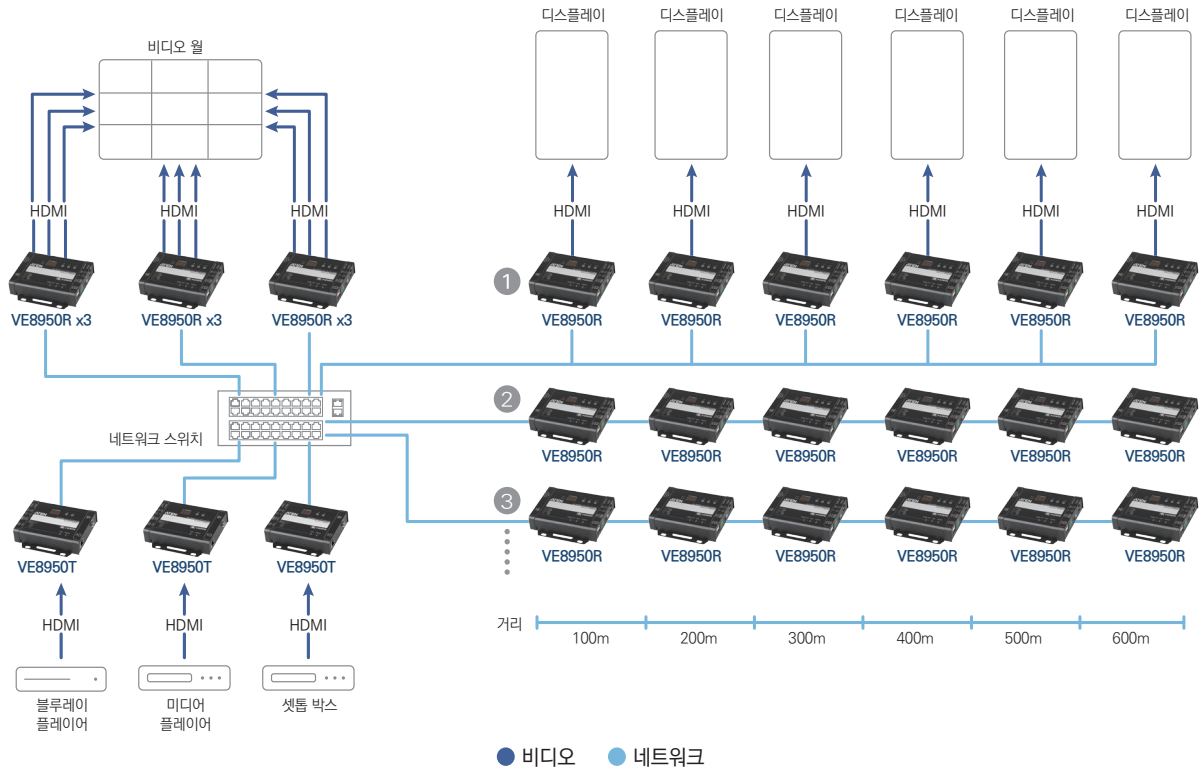 디스플레이 디스플레이 디스플레이 디스플레이 디스플레이 디스플레이
비디오 월
HDMI HDMI HDMI
HDMI HDMI HDMI HDMI HDMI HDMI
VE8950R x3 VE8950R x3 VE8950R x3
1
VE8950R VE8950R VE8950R VE8950R VE8950R VE8950R
네트워크 스위치
2
VE8950R VE8950R VE8950R VE8950R VE8950R VE8950R
3
VE8950R VE8950R VE8950R VE8950R VE8950R VE8950R
VE8950T VE8950T VE8950T
HDMI HDMI HDMI
거리
100m 200m 300m 400m 500m 600m
블루레이
플레이어
미디어
플레이어
셋톱 박스
비디오 네트워크